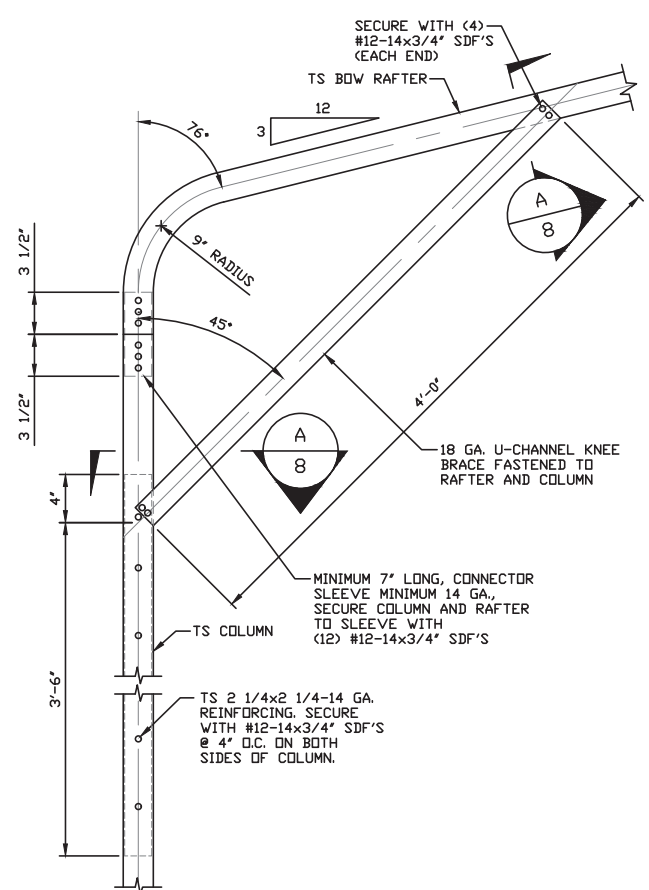 SECURE WITH (4)
#12-14x3/4" SDF'S
(EACH END)
TS BOW RAFTER
12
3
76°
A
8
3 1/2"
9" RADIUS
45°
4'-0"
3 1/2"
A
8
18 GA. U-CHANNEL KNEE
BRACE FASTENED TO
RAFTER AND COLUMN
4"
MINIMUM 7" LONG, CONNECTOR
SLEEVE MINIMUM 14 GA.,
SECURE COLUMN AND RAFTER
TO SLEEVE WITH
(12) #12-14x3/4" SDF'S
TS COLUMN
3'-6"
TS 2 1/4x2 1/4-14 GA.
REINFORCING. SECURE
WITH #12-14x3/4" SDF'S
@ 4" O.C. ON BOTH
SIDES OF COLUMN.